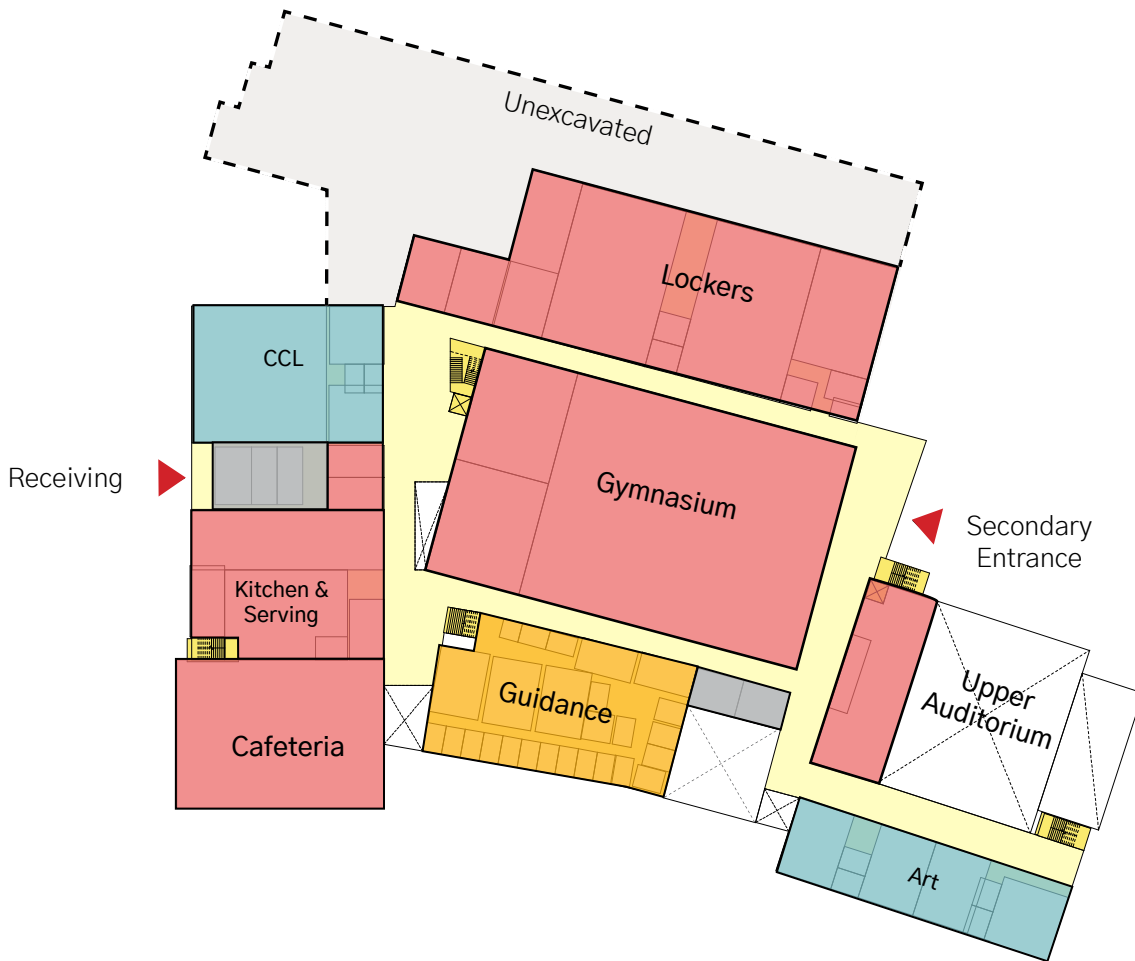 Unexcavated
Lockers
CCL
Receiving
Gymnasium
Secondary
Entrance
Kitchen &
Serving
Guidance
Upper
Auditorium
Cafeteria
Art